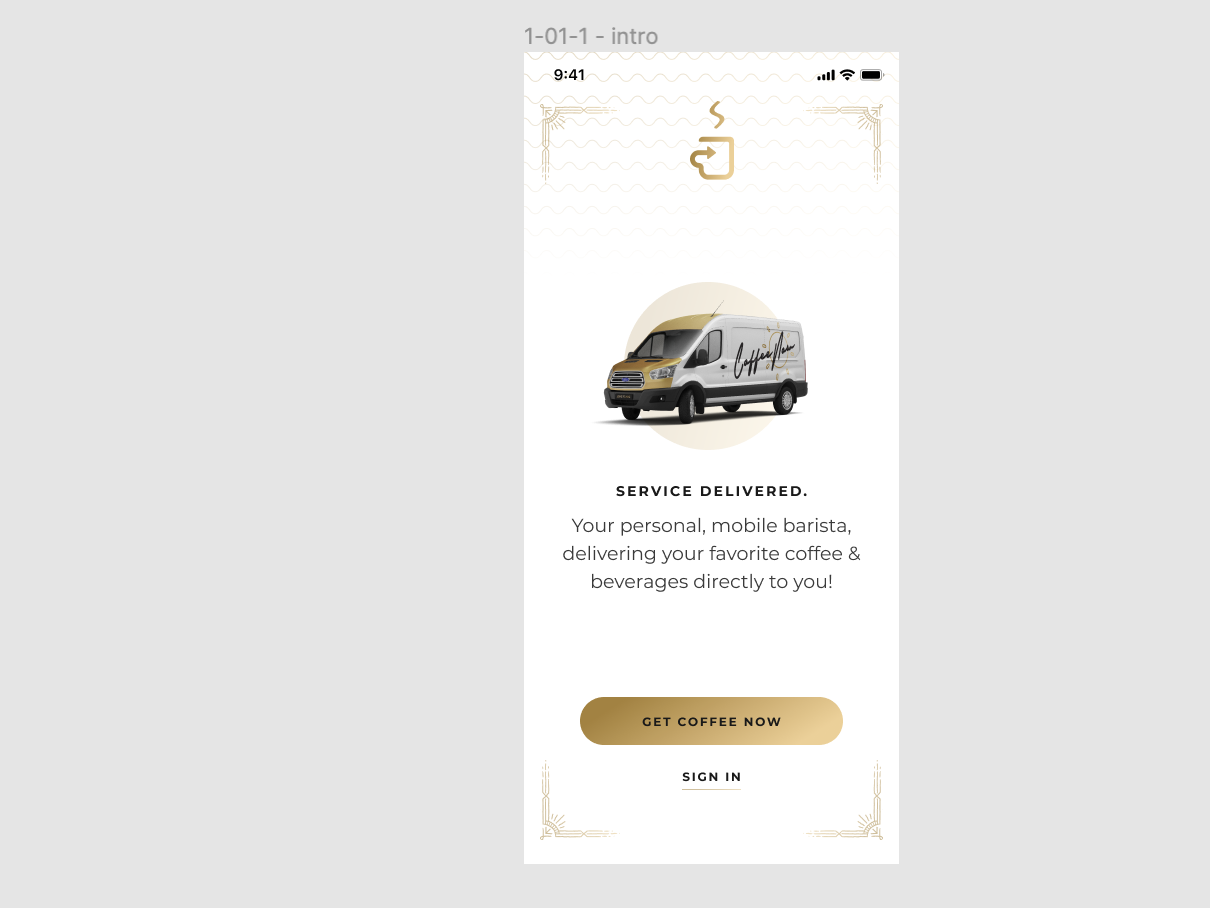 1-01-1 - intro
9:41
Coffee Now
SERVICE DELIVERED.
Your personal, mobile barista,
delivering your favorite coffee &
beverages directly to you!
GET COFFEE NOW
SIGN IN